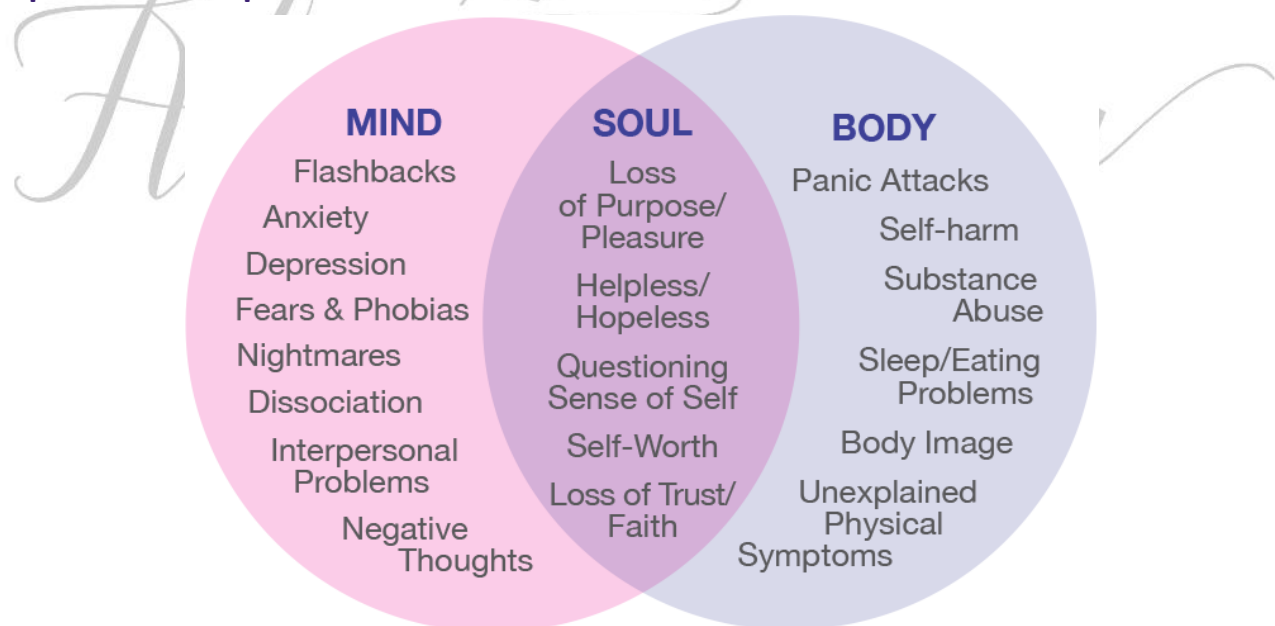 MIND
Flashbacks
Anxiety
Depression
Fears & Phobias
Nightmares
Dissociation
Interpersonal
Problems
Negative
Thoughts
SOUL
Loss
of Purpose/
Pleasure
Helpless/
Hopeless
Questioning
Sense of Self
Self-Worth
Loss of Trust/
Faith
BODY
Panic Attacks
Self-harm
Substance
Abuse
Sleep/Eating
Problems
Body Image
Unexplained
Physical
Symptoms